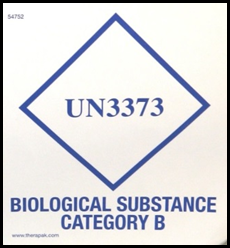 54752
UN3373
BIOLOGICAL SUBSTANCE
CATEGORY B
www.therapak.com